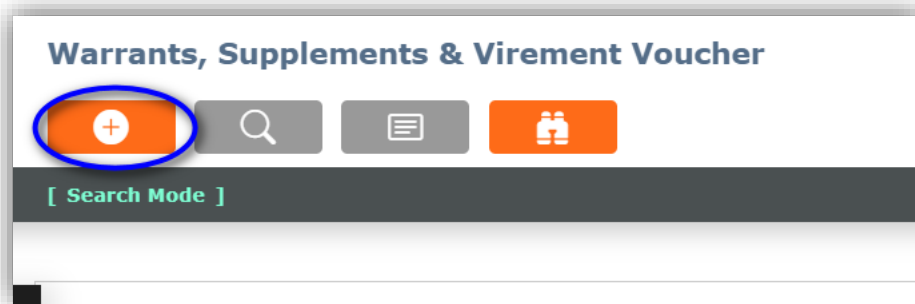 Warrants, Supplements & Virement Voucher
[ Search Mode ]